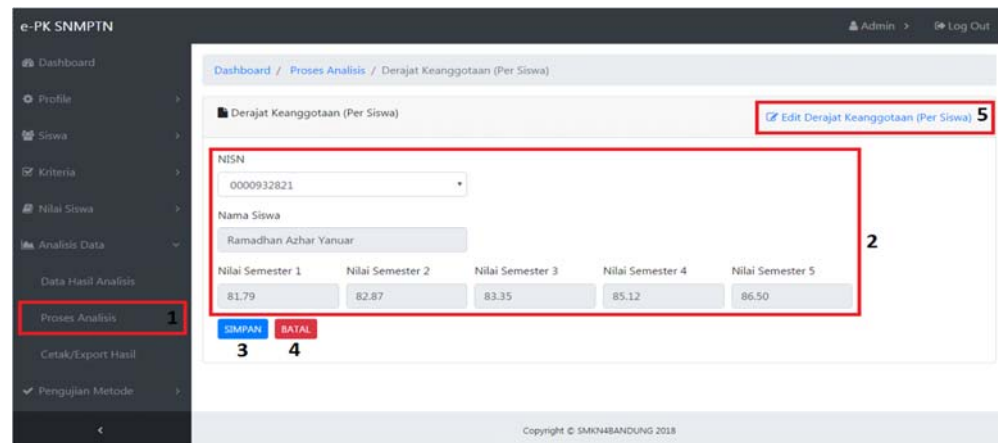 e-PK SNMPTN
Admin > Log Out
Dashboard
Profile
Siswa
Kriteria
Nilai Siswa
Analisis Data
Data Hasil Analisis
Proses Analisis 1
Cetak/Export Hasil
Pengujian Metode
Dashboard / Proses Analisis / Derajat Keanggotaan (Per Siswa)
Derajat Keanggotaan (Per Siswa)
Edit Derajat Keanggotaan (Per Siswa) 5
NISN
0000932821
Nama Siswa
Ramadhan Azhar Yanuar
2
Nilai Semester 1 Nilai Semester 2 Nilai Semester 3 Nilai Semester 4 Nilai Semester 5
81.79 82.87 83.35 85.12 86.50
SIMPAN BATAL
3 4
Copyright © SMKN4BANDUNG 2018